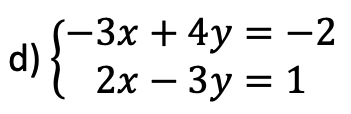 d) {−3x + 4y = −2
2x − 3y = 1